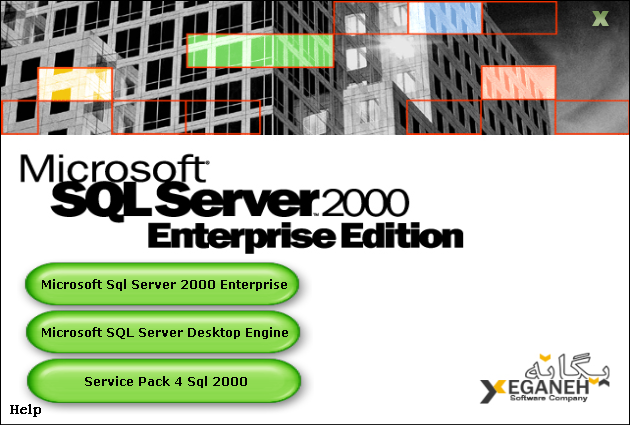 X
Microsoft®
SQL Server™ 2000
Enterprise Edition
Microsoft Sql Server 2000 Enterprise
Microsoft SQL Server Desktop Engine
Service Pack 4 Sql 2000
Help
یگانه
YEGANEH
Software Company